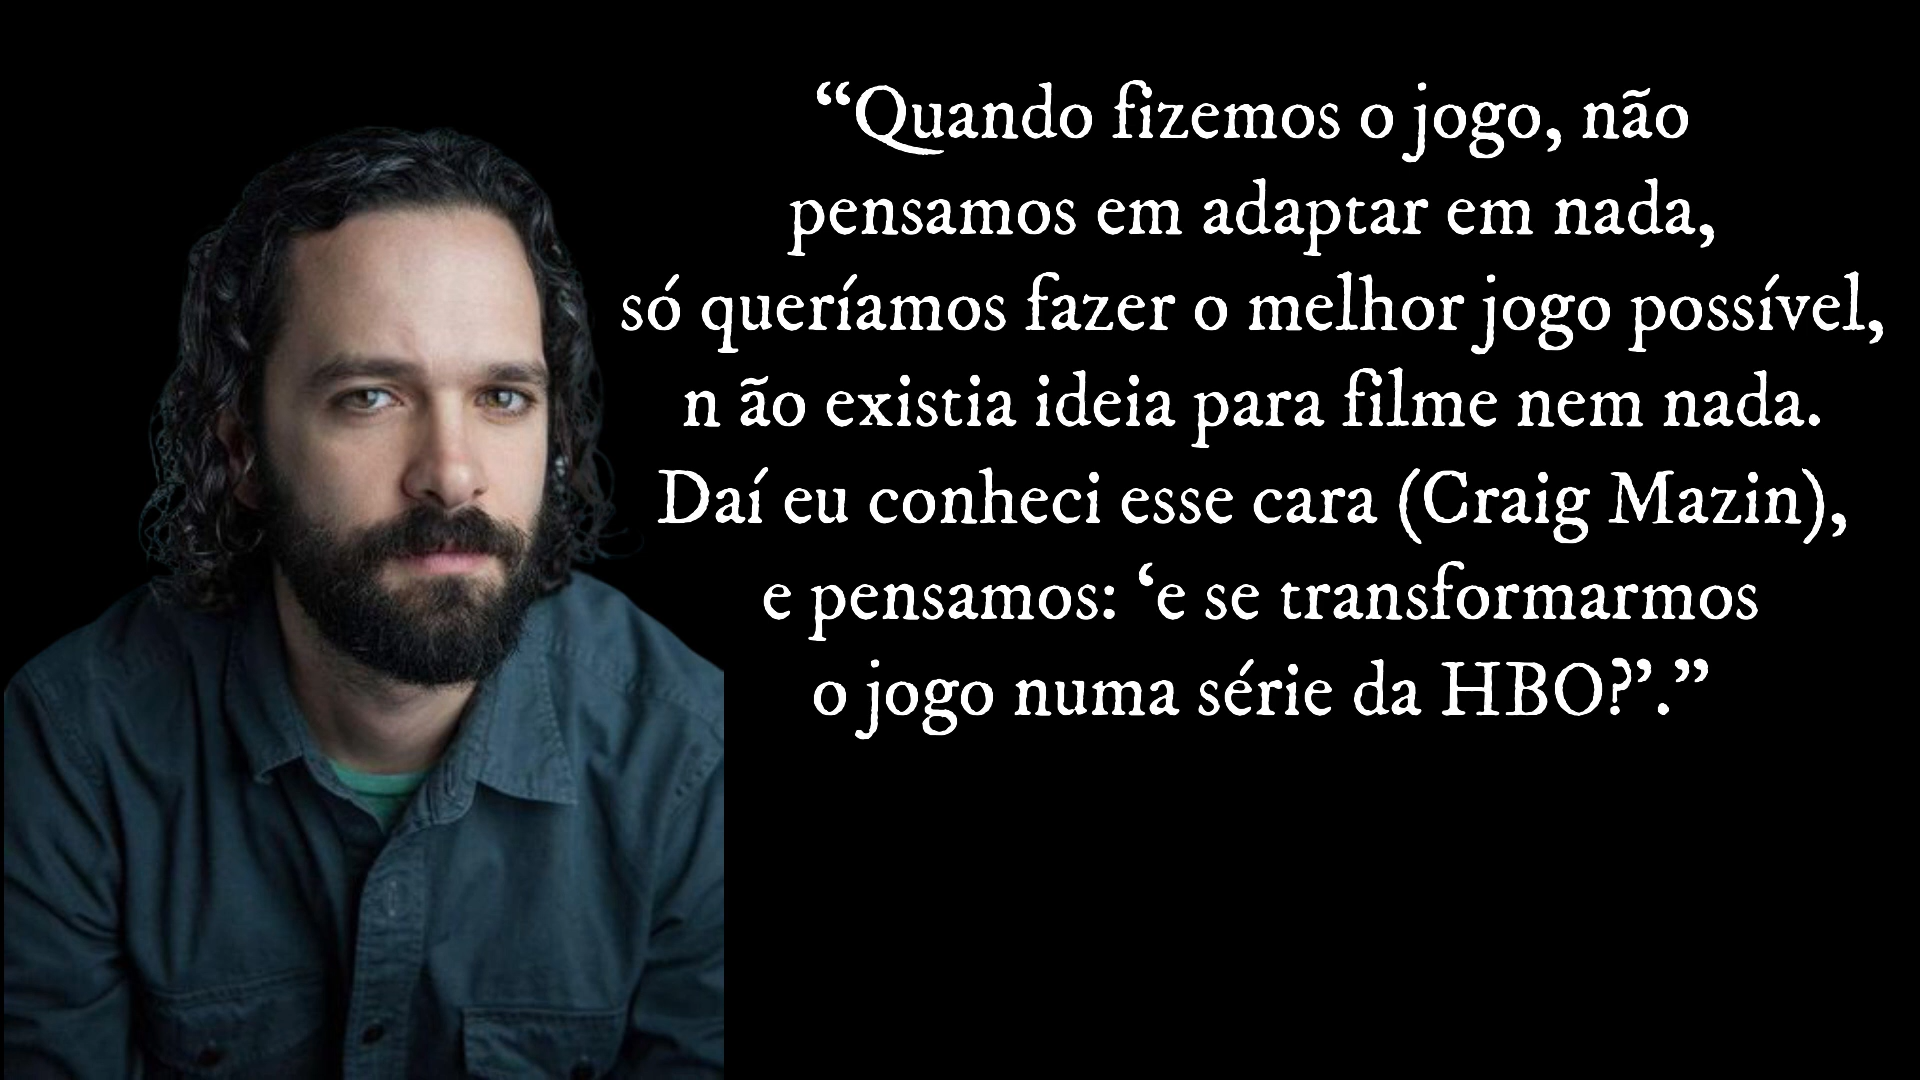 “Quando fizemos o jogo, não
pensamos em adaptar em nada,
só queríamos fazer o melhor jogo possível,
n ão existia ideia para filme nem nada.
Daí eu conheci esse cara (Craig Mazin),
e pensamos: ‘e se transformarmos
o jogo numa série da HBO?’.”